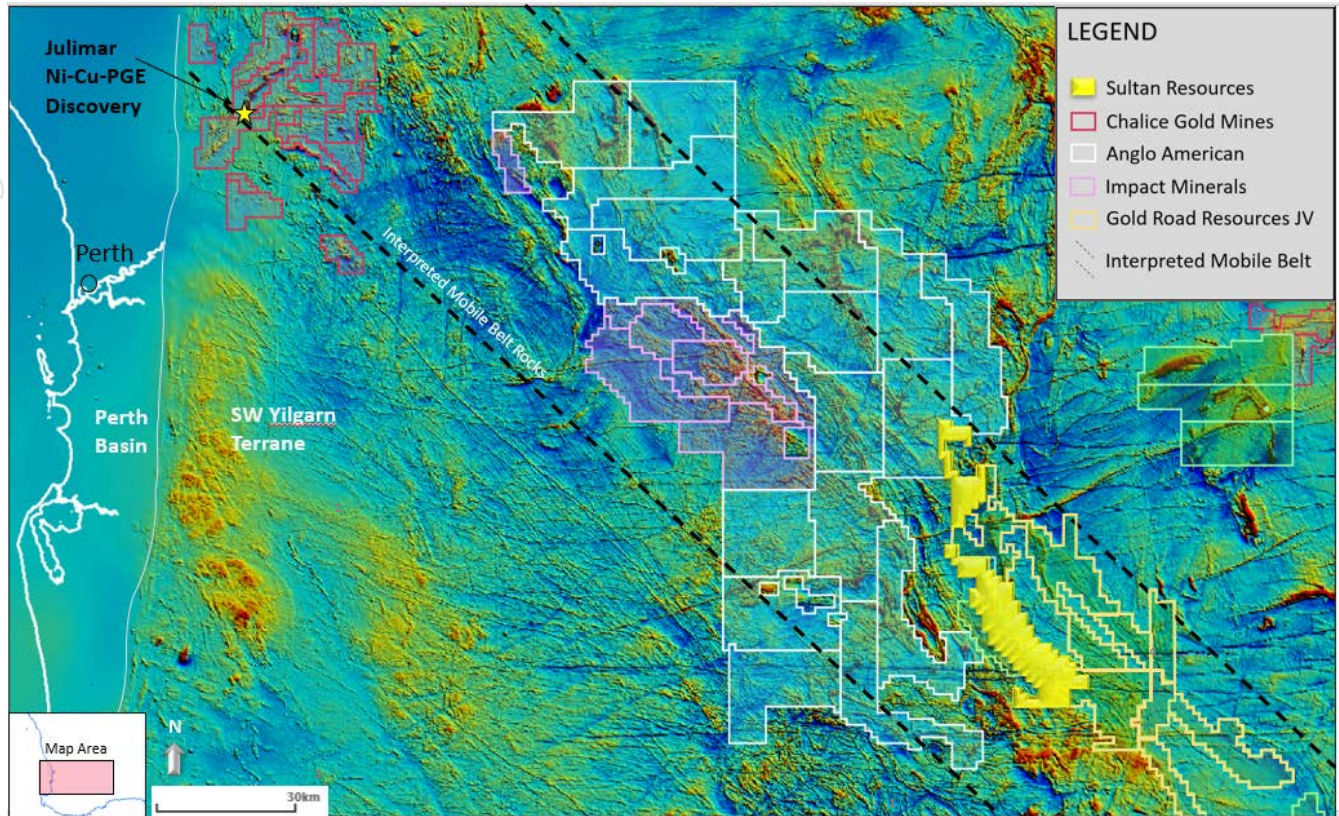 Julimar
Ni-Cu-PGE
Discovery
LEGEND
Sultan Resources
Chalice Gold Mines
Anglo American
Impact Minerals
Gold Road Resources JV
Interpreted Mobile Belt
Perth
Interpreted Mobile Belt Rocks
Perth
Basin
SW Yilgarn
Terrane
Map Area
N
30km